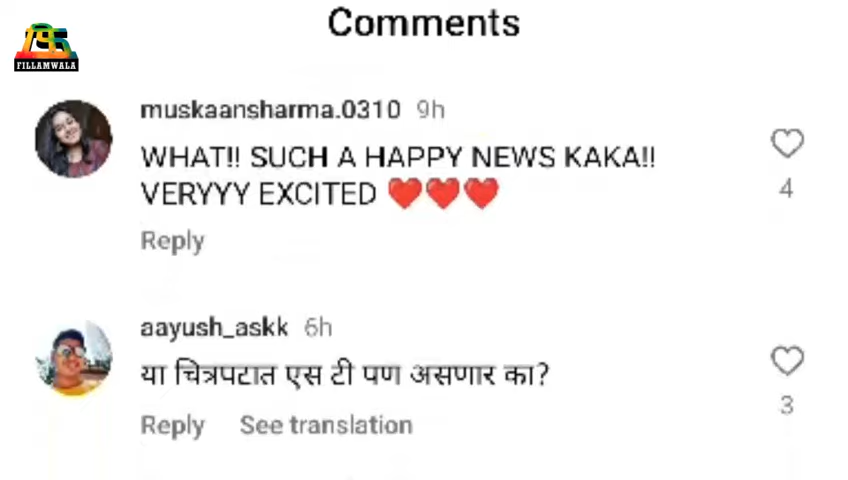 Comments
FILLAMWALA
muskaansharma.0310 9h
WHAT!! SUCH A HAPPY NEWS KAKA!!
VERYYY EXCITED ❤️❤️❤️
4
Reply
aayush_askk 6h
या चित्रपटात एस टी पण असणार का?
3
Reply See translation